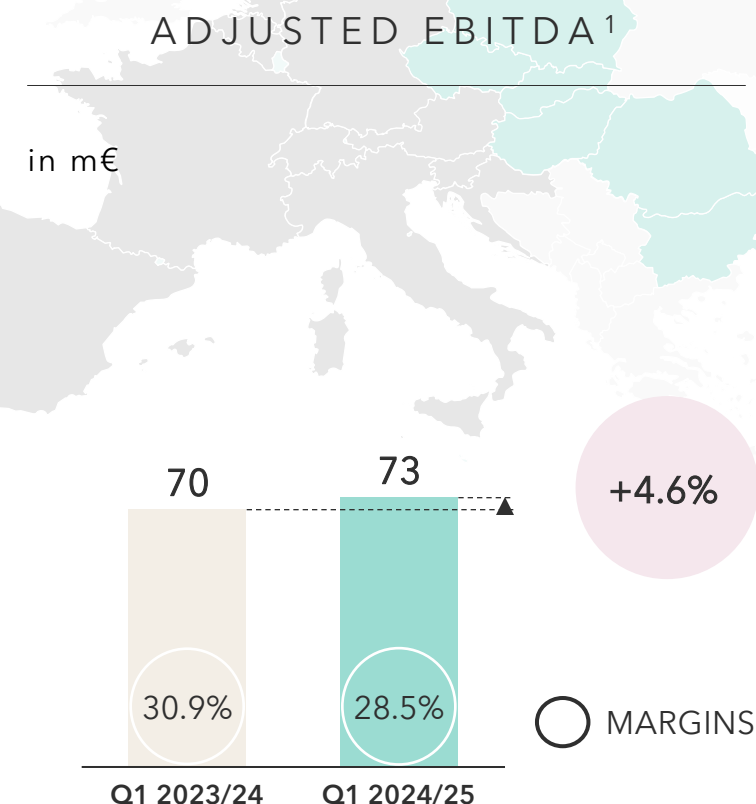 ADJUSTED EBITDA¹
in m€
70
73
+4.6%
30.9%
28.5%
MARGINS
Q1 2023/24
Q1 2024/25